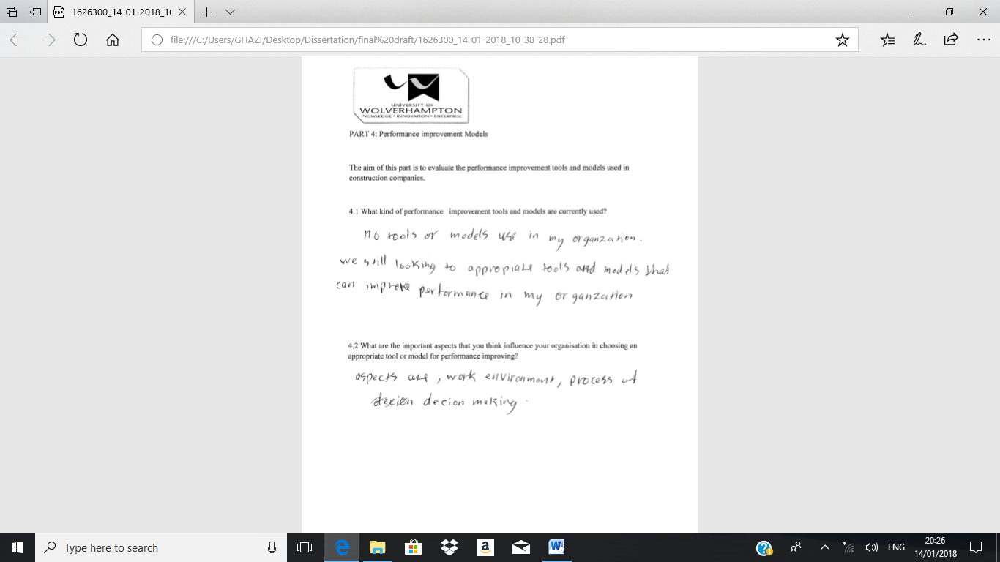 1626300_14-01-2018_1(
file:///C:/Users/GHAZI/Desktop/Dissertation/final%20draft/1626300_14-01-2018_10-38-28.pdf
UNIVERSITY OF
WOLVERHAMPTON
KNOWLEDGE • INNOVATION • ENTERPRISE
PART 4: Performance improvement Models
The aim of this part is to evaluate the performance improvement tools and models used in
construction companies.
4.1 What kind of performance improvement tools and models are currently used?
no tools or models use in my organzation.
we still looking to appropiate tools and models that
can improve performance in my organzation
4.2 What are the important aspects that you think influence your organisation in choosing an
appropriate tool or model for performance improving?
aspects are, work environment, process of
decion making.
Type here to search
a
ENG
20:26
14/01/2018